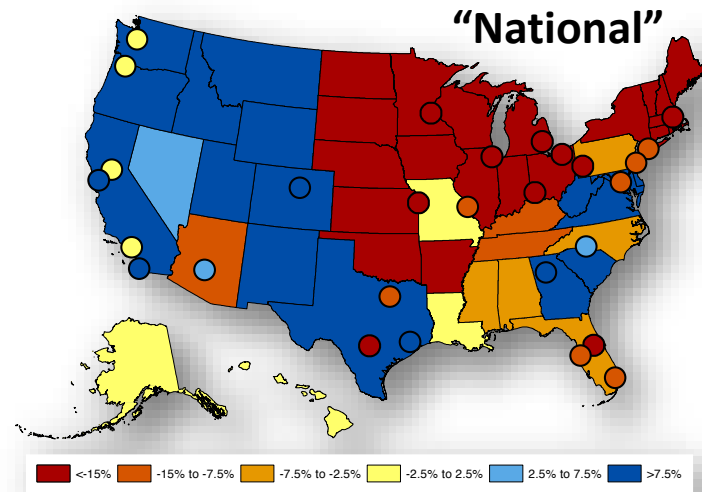 “National”
<-15%
-15% to -7.5%
-7.5% to -2.5%
-2.5% to 2.5%
2.5% to 7.5%
>7.5%